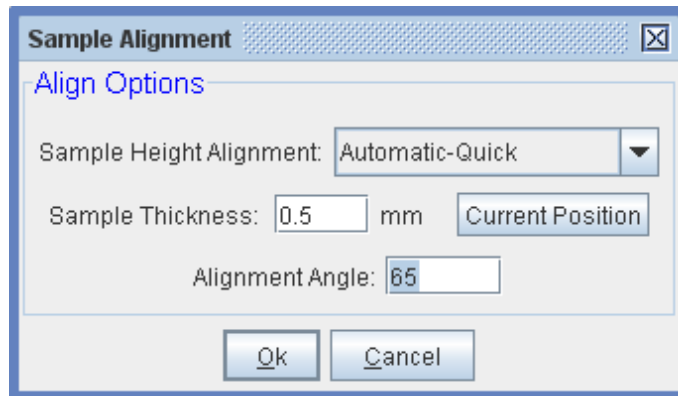 Sample Alignment
Align Options
Sample Height Alignment: Automatic-Quick
Sample Thickness: 0.5 mm Current Position
Alignment Angle: 65
Ok Cancel